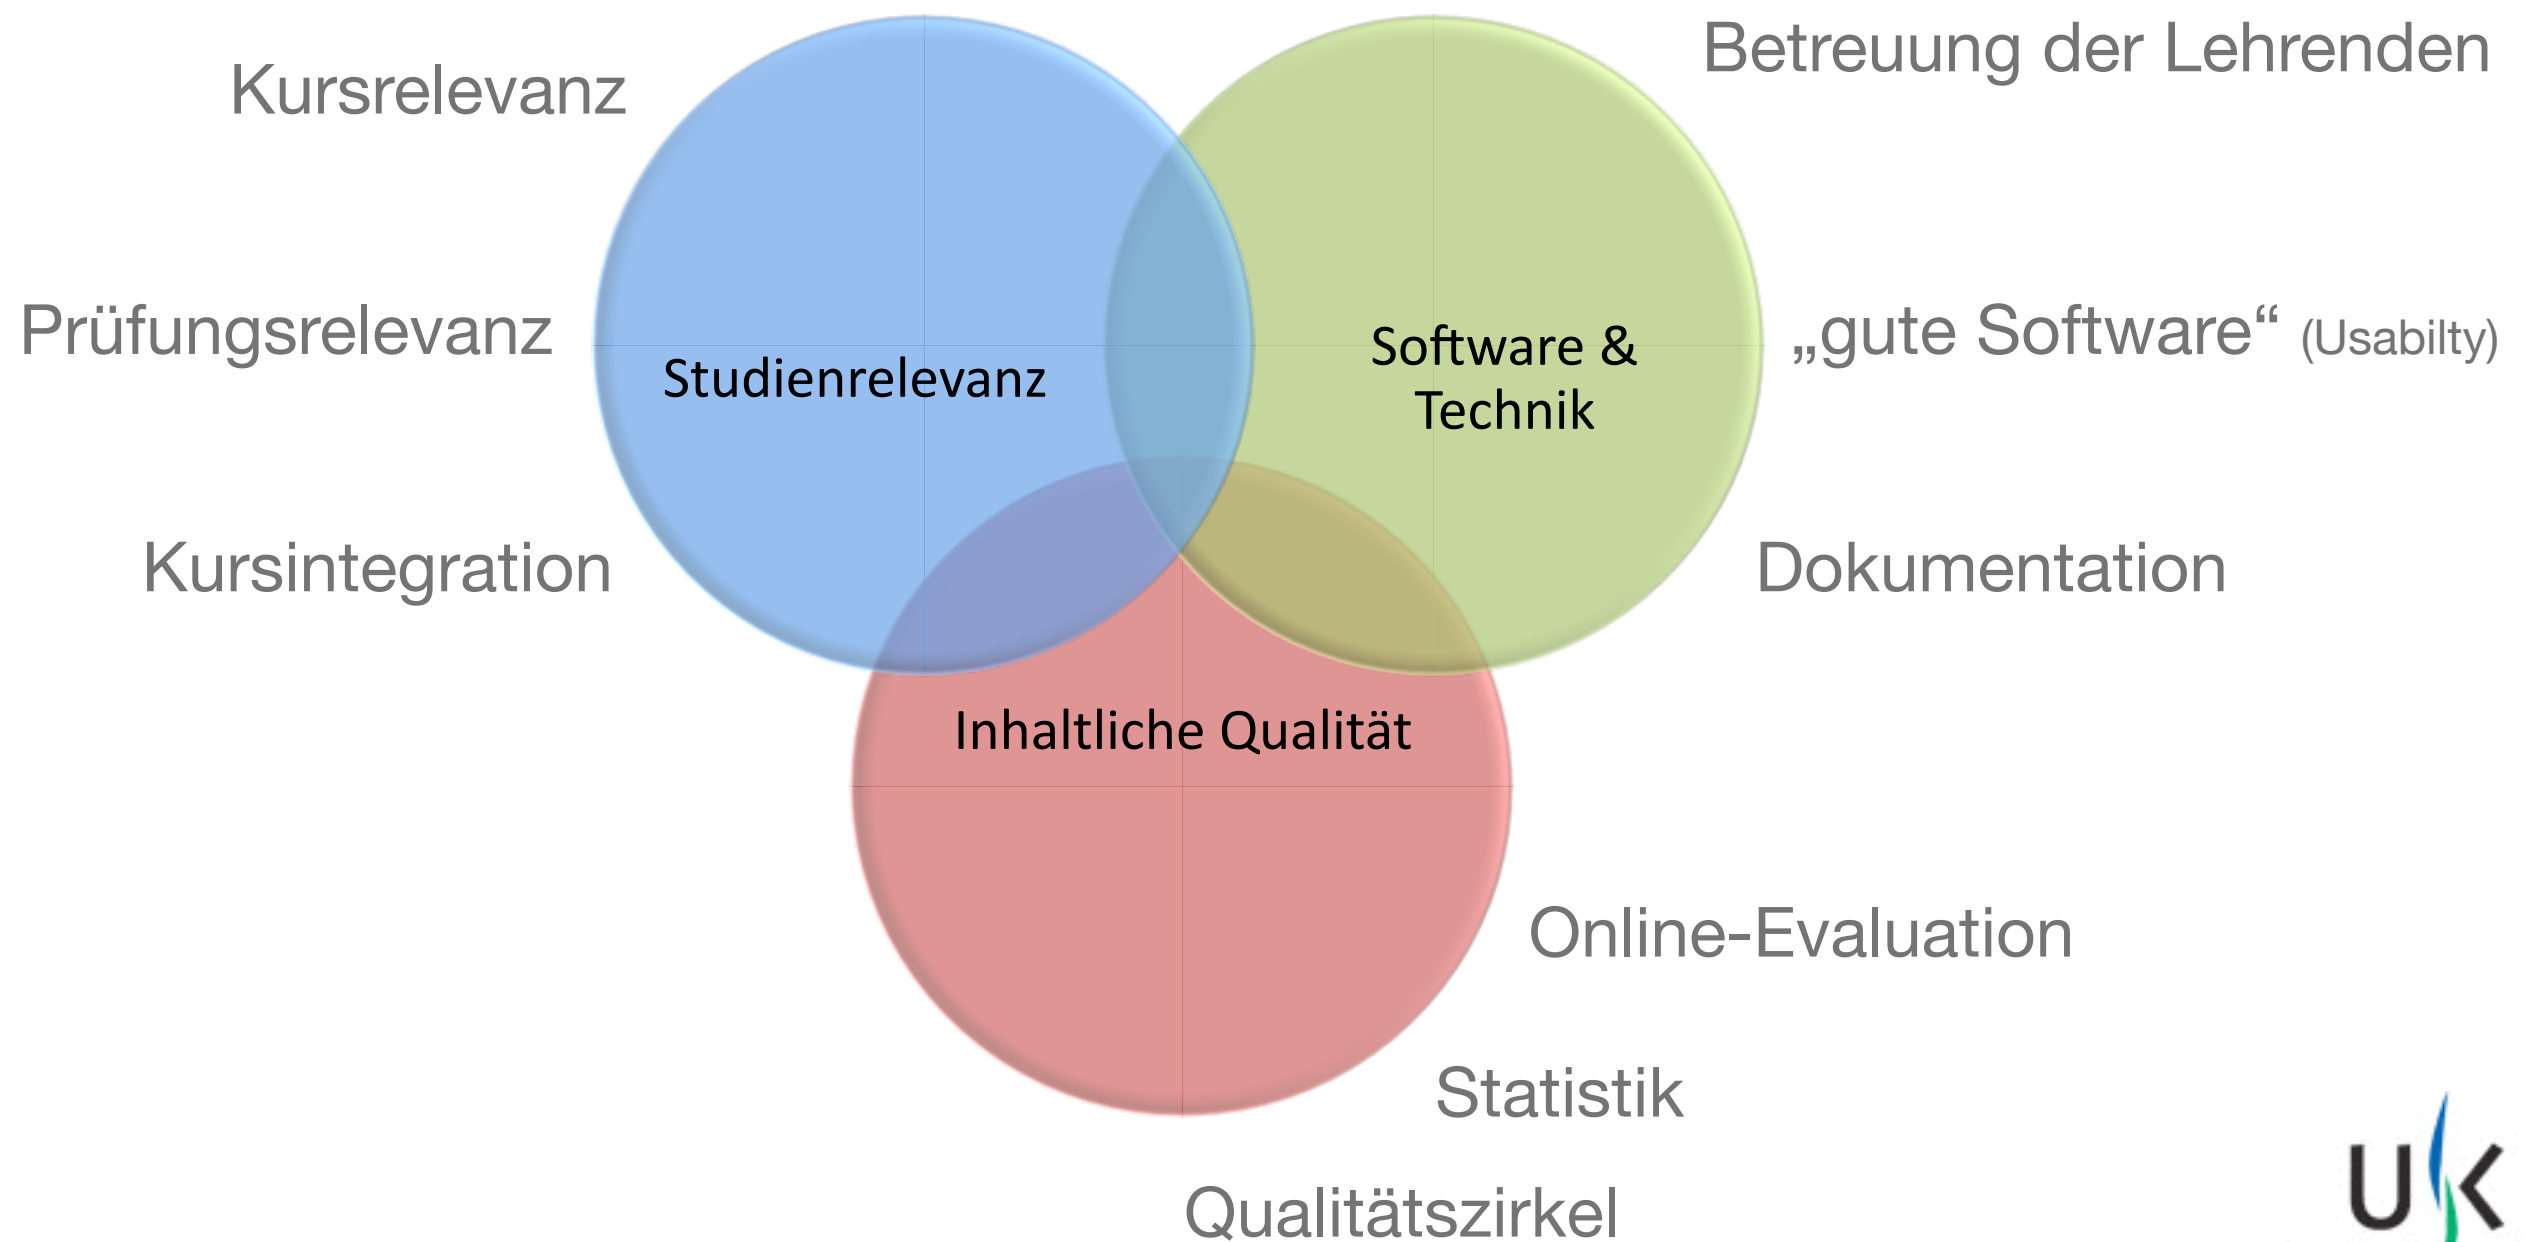 Kursrelevanz
Betreuung der Lehrenden
Prüfungsrelevanz
Studienrelevanz
Software &
Technik
„gute Software“ (Usabilty)
Kursintegration
Dokumentation
Inhaltliche Qualität
Online-Evaluation
Statistik
Qualitätszirkel
UK